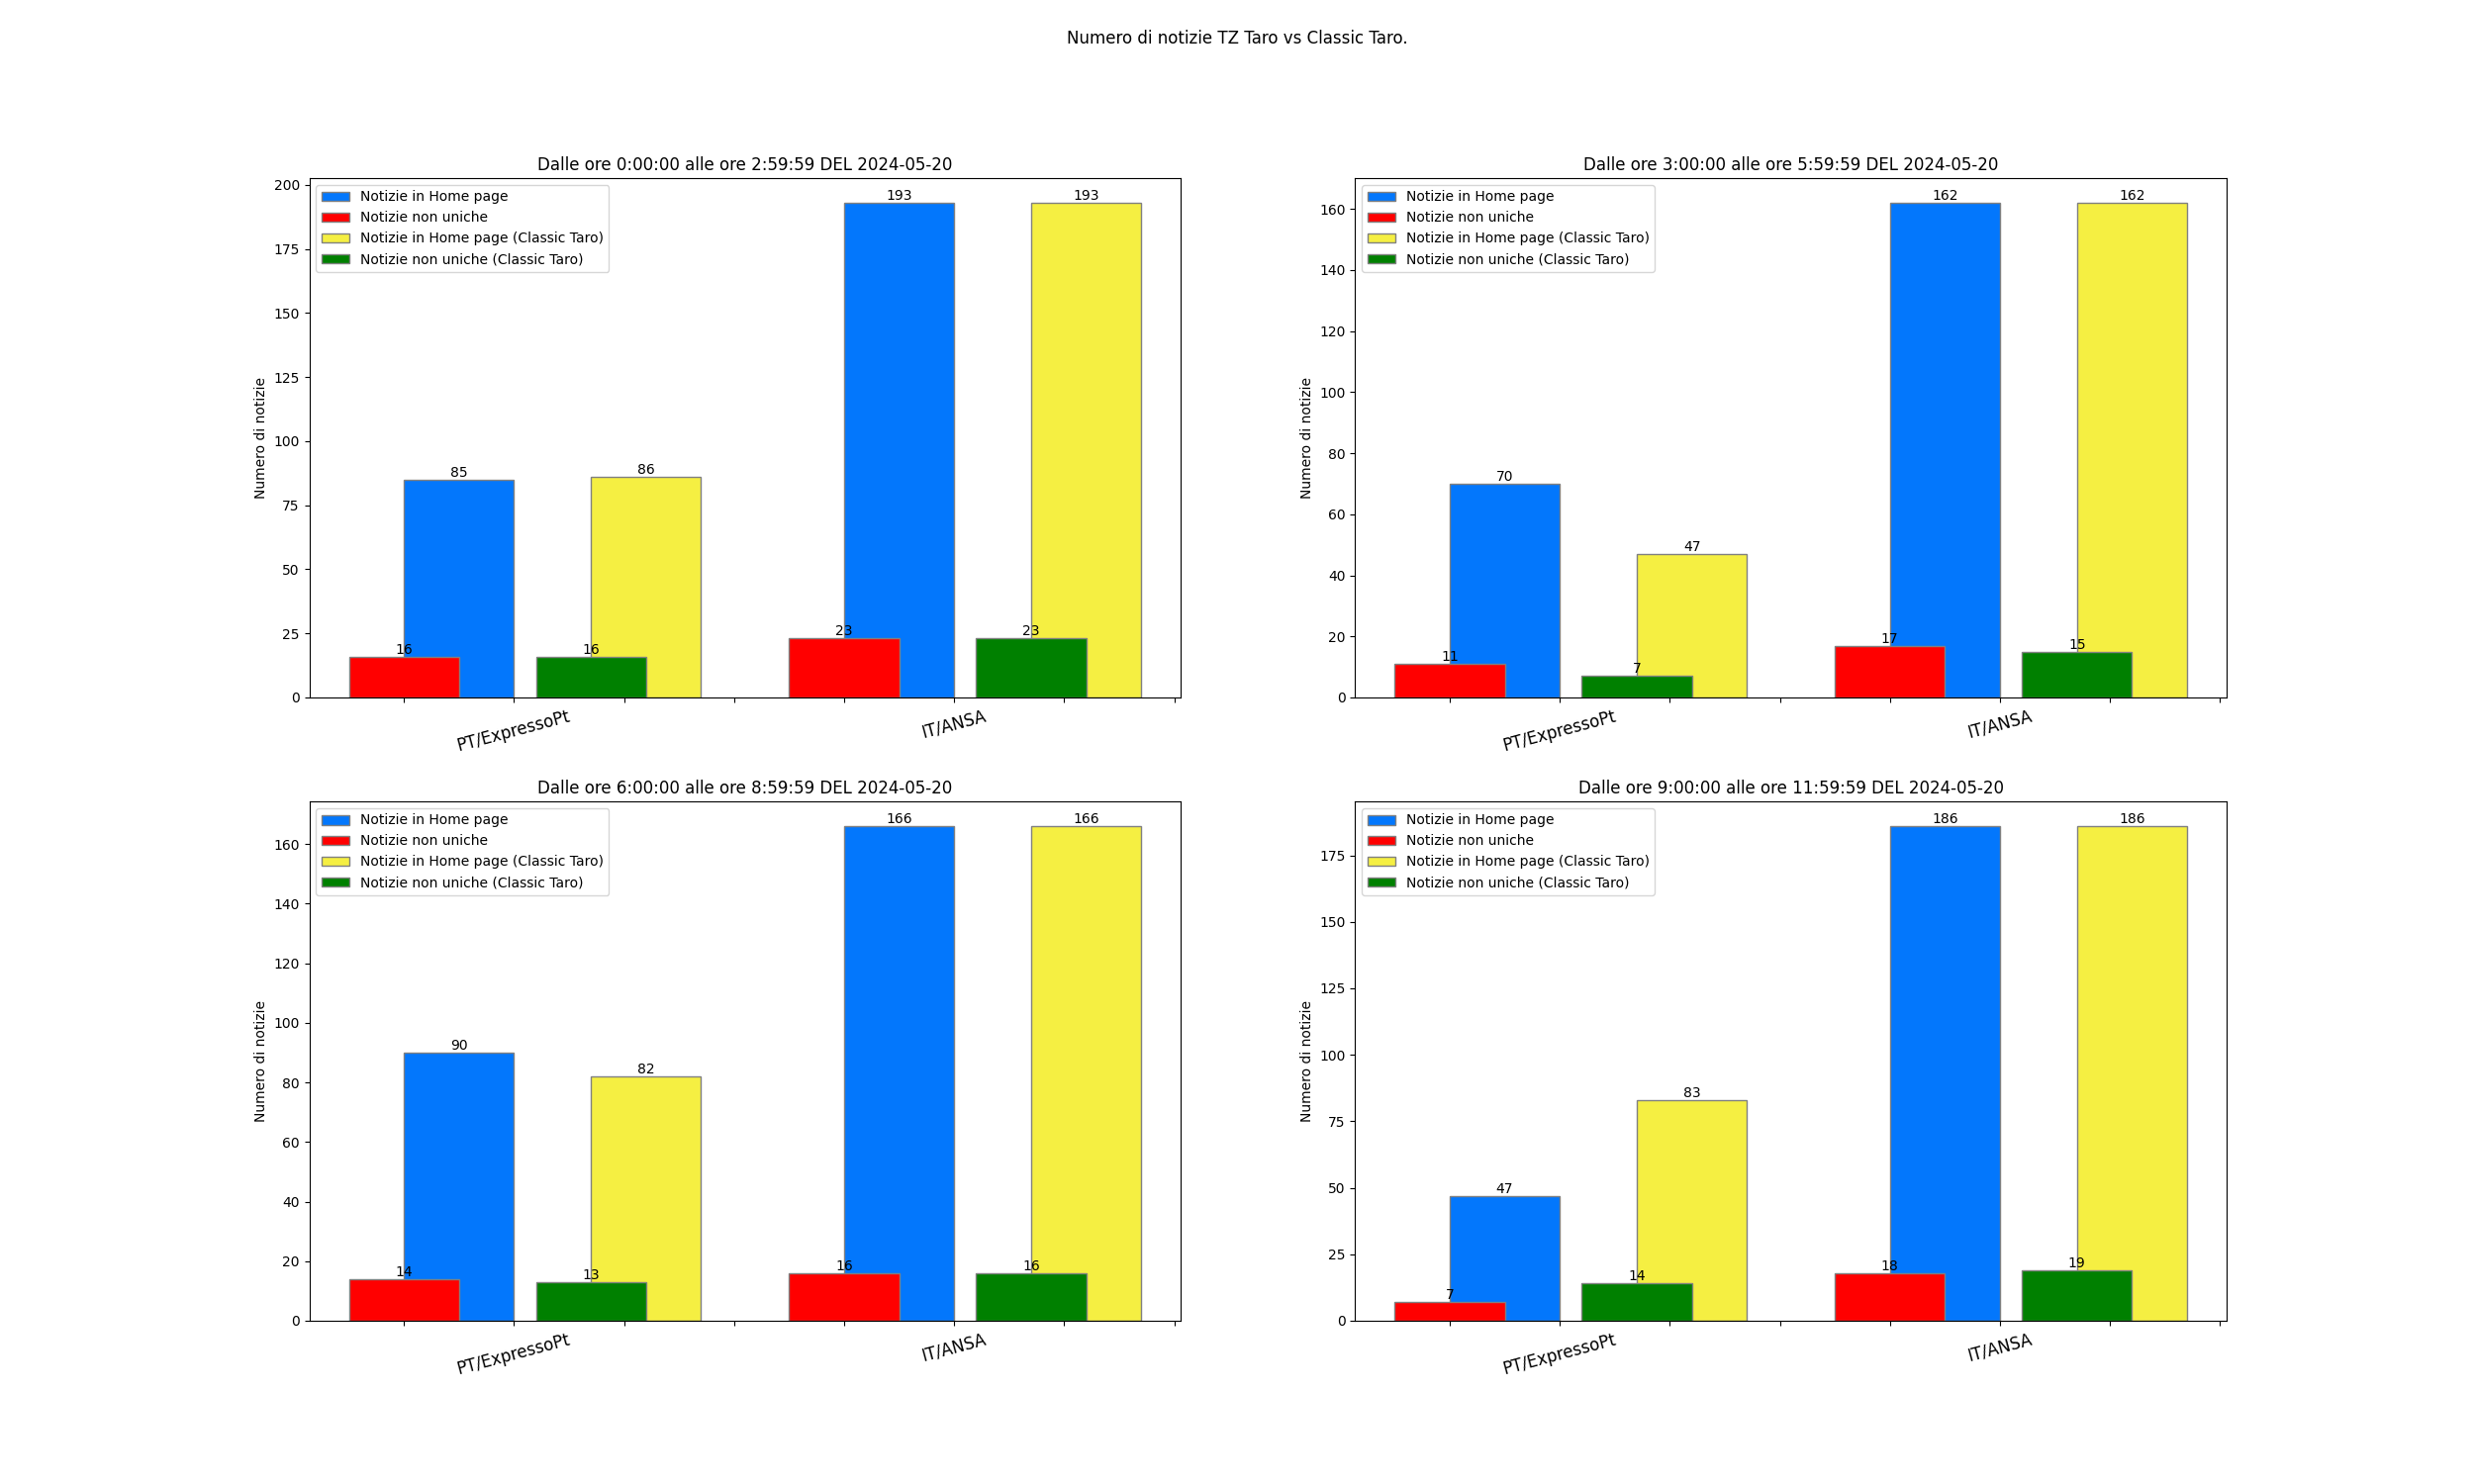 Numero di notizie TZ Taro vs Classic Taro.
Dalle ore 0:00:00 alle ore 2:59:59 DEL 2024-05-20
Numero di notizie
200
175
150
125
100
75
50
25
0
Notizie in Home page
Notizie non uniche
Notizie in Home page (Classic Taro)
Notizie non uniche (Classic Taro)
85
86
193
193
16
16
23
23
PT/ExpressoPt
IT/ANSA
Dalle ore 3:00:00 alle ore 5:59:59 DEL 2024-05-20
Numero di notizie
160
140
120
100
80
60
40
20
0
Notizie in Home page
Notizie non uniche
Notizie in Home page (Classic Taro)
Notizie non uniche (Classic Taro)
70
47
162
162
11
7
17
15
PT/ExpressoPt
IT/ANSA
Dalle ore 6:00:00 alle ore 8:59:59 DEL 2024-05-20
Numero di notizie
160
140
120
100
80
60
40
20
0
Notizie in Home page
Notizie non uniche
Notizie in Home page (Classic Taro)
Notizie non uniche (Classic Taro)
90
82
166
166
14
13
16
16
PT/ExpressoPt
IT/ANSA
Dalle ore 9:00:00 alle ore 11:59:59 DEL 2024-05-20
Numero di notizie
175
150
125
100
75
50
25
0
Notizie in Home page
Notizie non uniche
Notizie in Home page (Classic Taro)
Notizie non uniche (Classic Taro)
47
83
186
186
7
14
18
19
PT/ExpressoPt
IT/ANSA